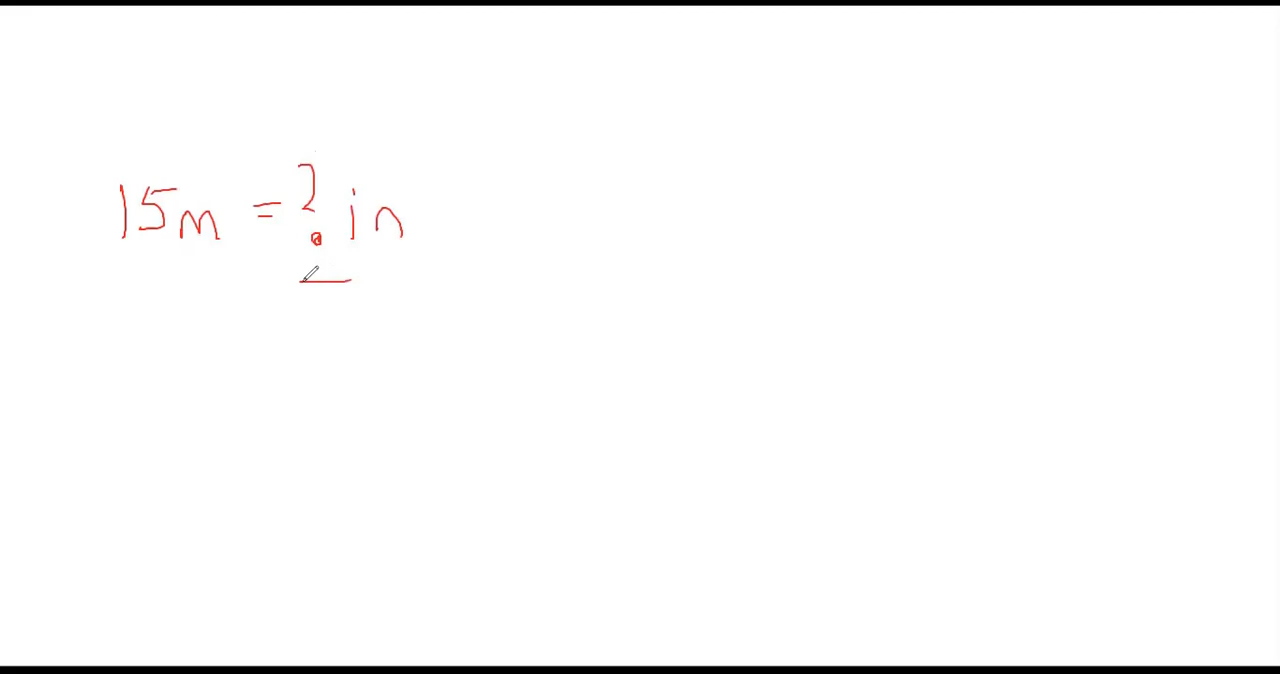 15m = ? in